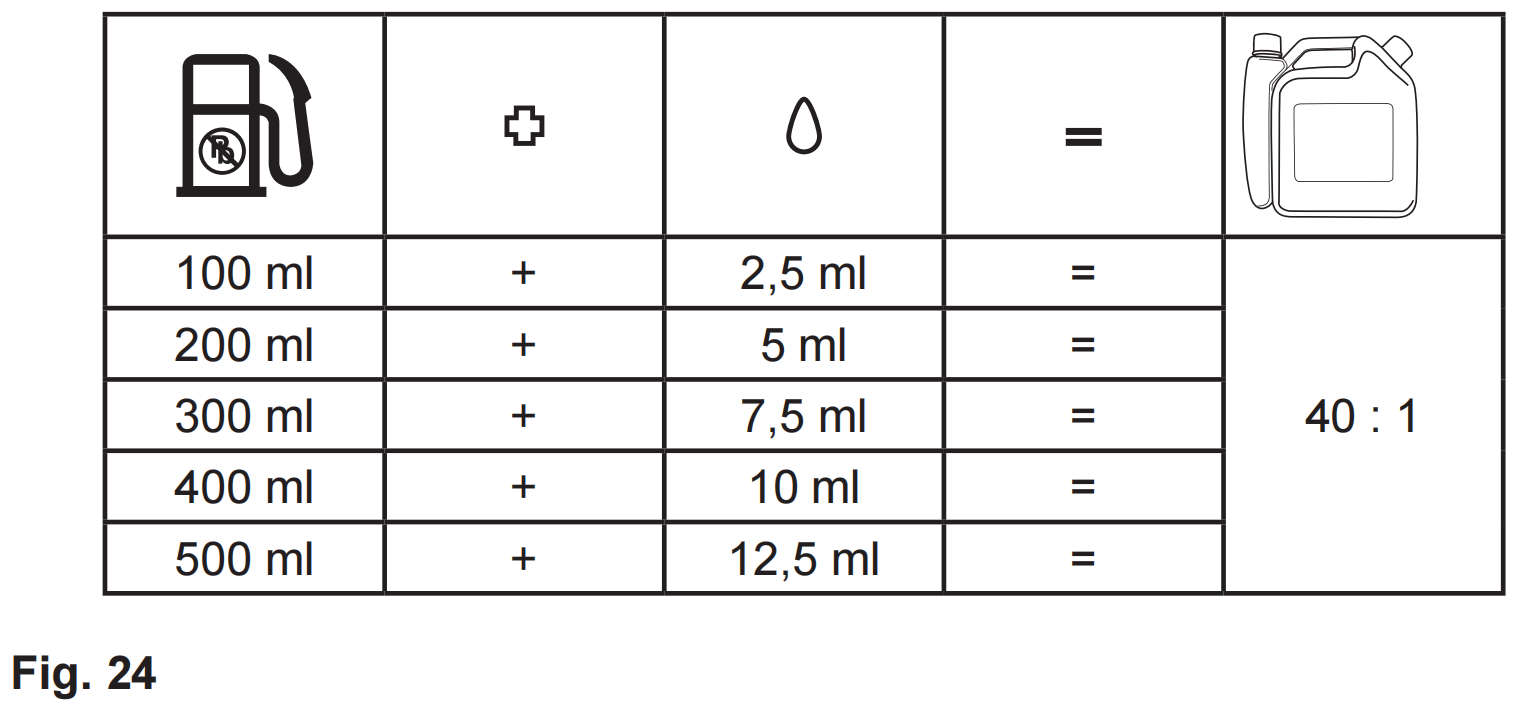 Pb
+ =
100 ml + 2,5 ml =
200 ml + 5 ml =
300 ml + 7,5 ml = 40 : 1
400 ml + 10 ml =
500 ml + 12,5 ml =
Fig. 24